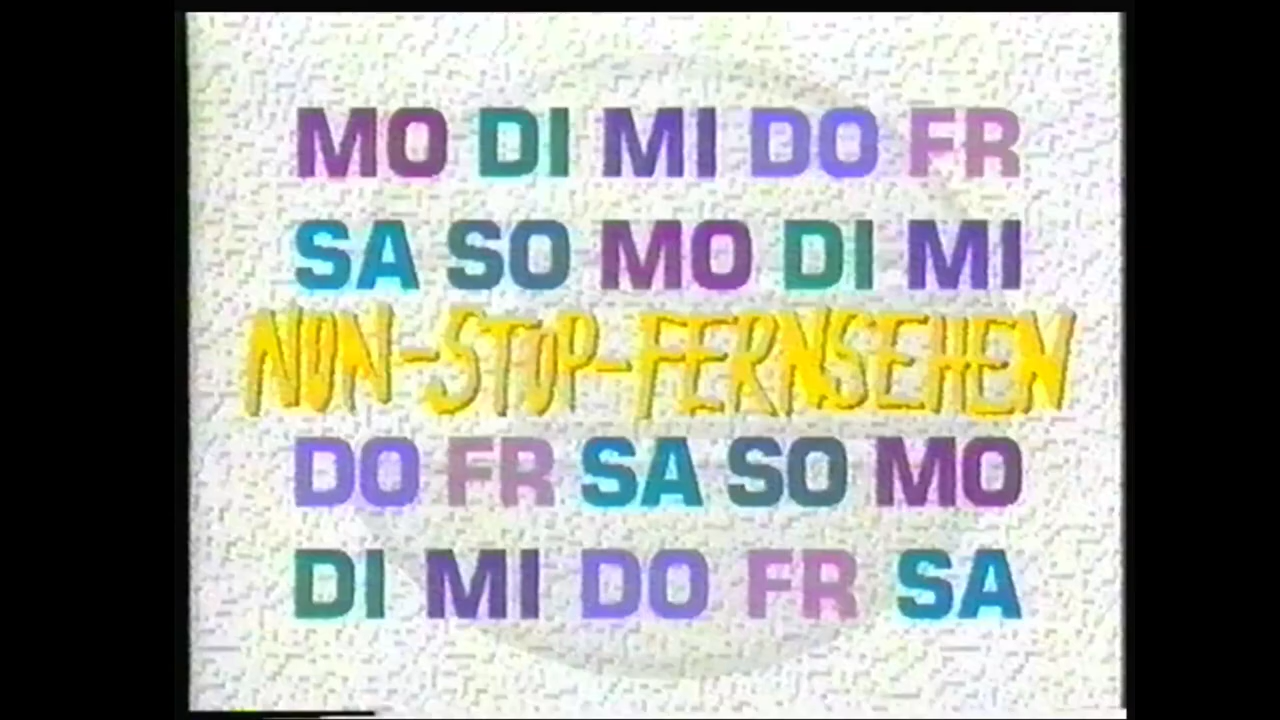 MO DI MI DO FR
SA SO MO DI MI
NON-STOP-FERNSEHEN
DO FR SA SO MO
DI MI DO FR SA